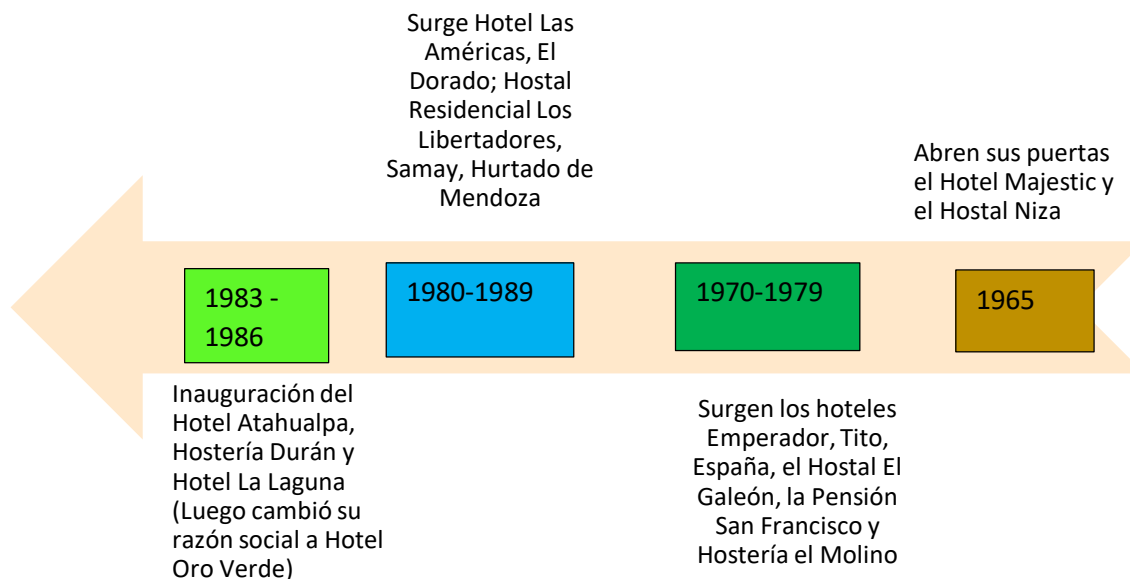 Surge Hotel Las
Américas, El
Dorado; Hostal
Residencial Los
Libertadores,
Samay, Hurtado de
Mendoza
Abren sus puertas
el Hotel Majestic y
el Hostal Niza
1983 -
1986
1980-1989
1970-1979
1965
Inauguración del
Hotel Atahualpa,
Hostería Durán y
Hotel La Laguna
(Luego cambió su
razón social a Hotel
Oro Verde)
Surgen los hoteles
Emperador, Tito,
España, el Hostal El
Galeón, la Pensión
San Francisco y
Hostería el Molino